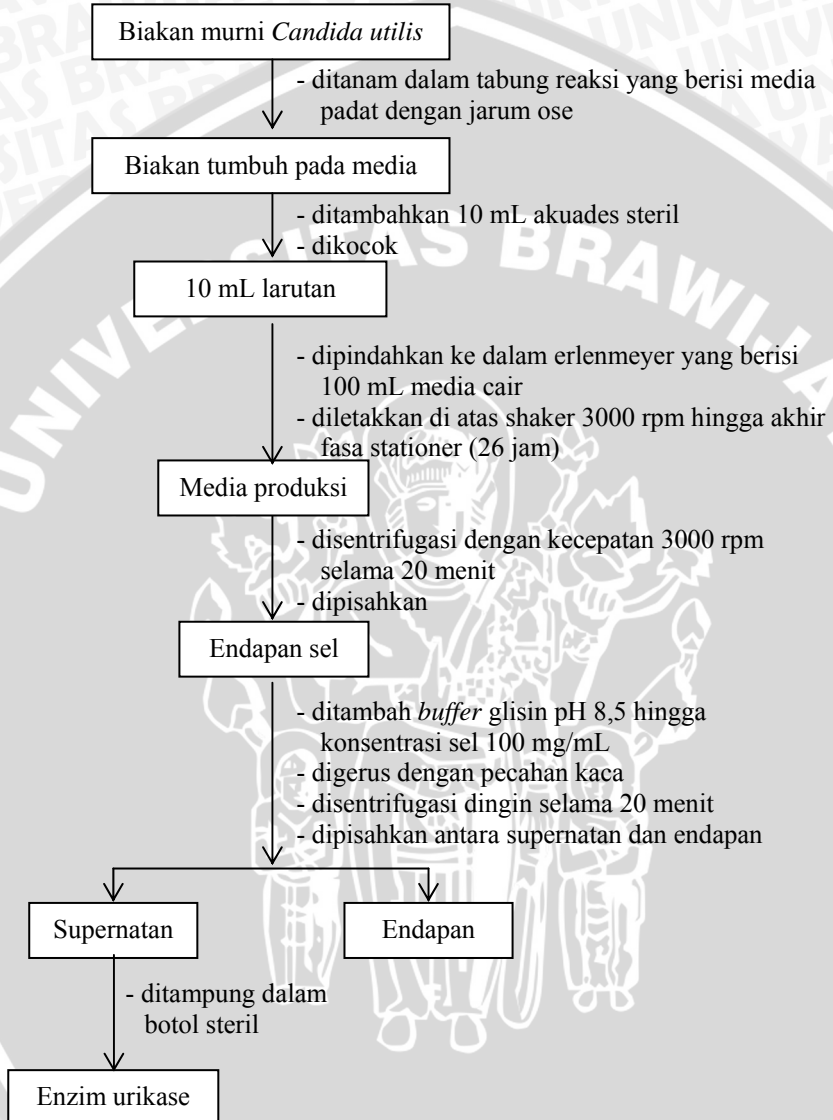 Biakan murni Candida utilis
- ditanam dalam tabung reaksi yang berisi media
padat dengan jarum ose
Biakan tumbuh pada media
- ditambahkan 10 mL akuades steril
- dikocok
10 mL larutan
- dipindahkan ke dalam erlenmeyer yang berisi
100 mL media cair
- diletakkan di atas shaker 3000 rpm hingga akhir
fasa stationer (26 jam)
Media produksi
- disentrifugasi dengan kecepatan 3000 rpm
selama 20 menit
- dipisahkan
Endapan sel
- ditambah buffer glisin pH 8,5 hingga
konsentrasi sel 100 mg/mL
- digerus dengan pecahan kaca
- disentrifugasi dingin selama 20 menit
- dipisahkan antara supernatan dan endapan
Supernatan
Endapan
- ditampung dalam
botol steril
Enzim urikase